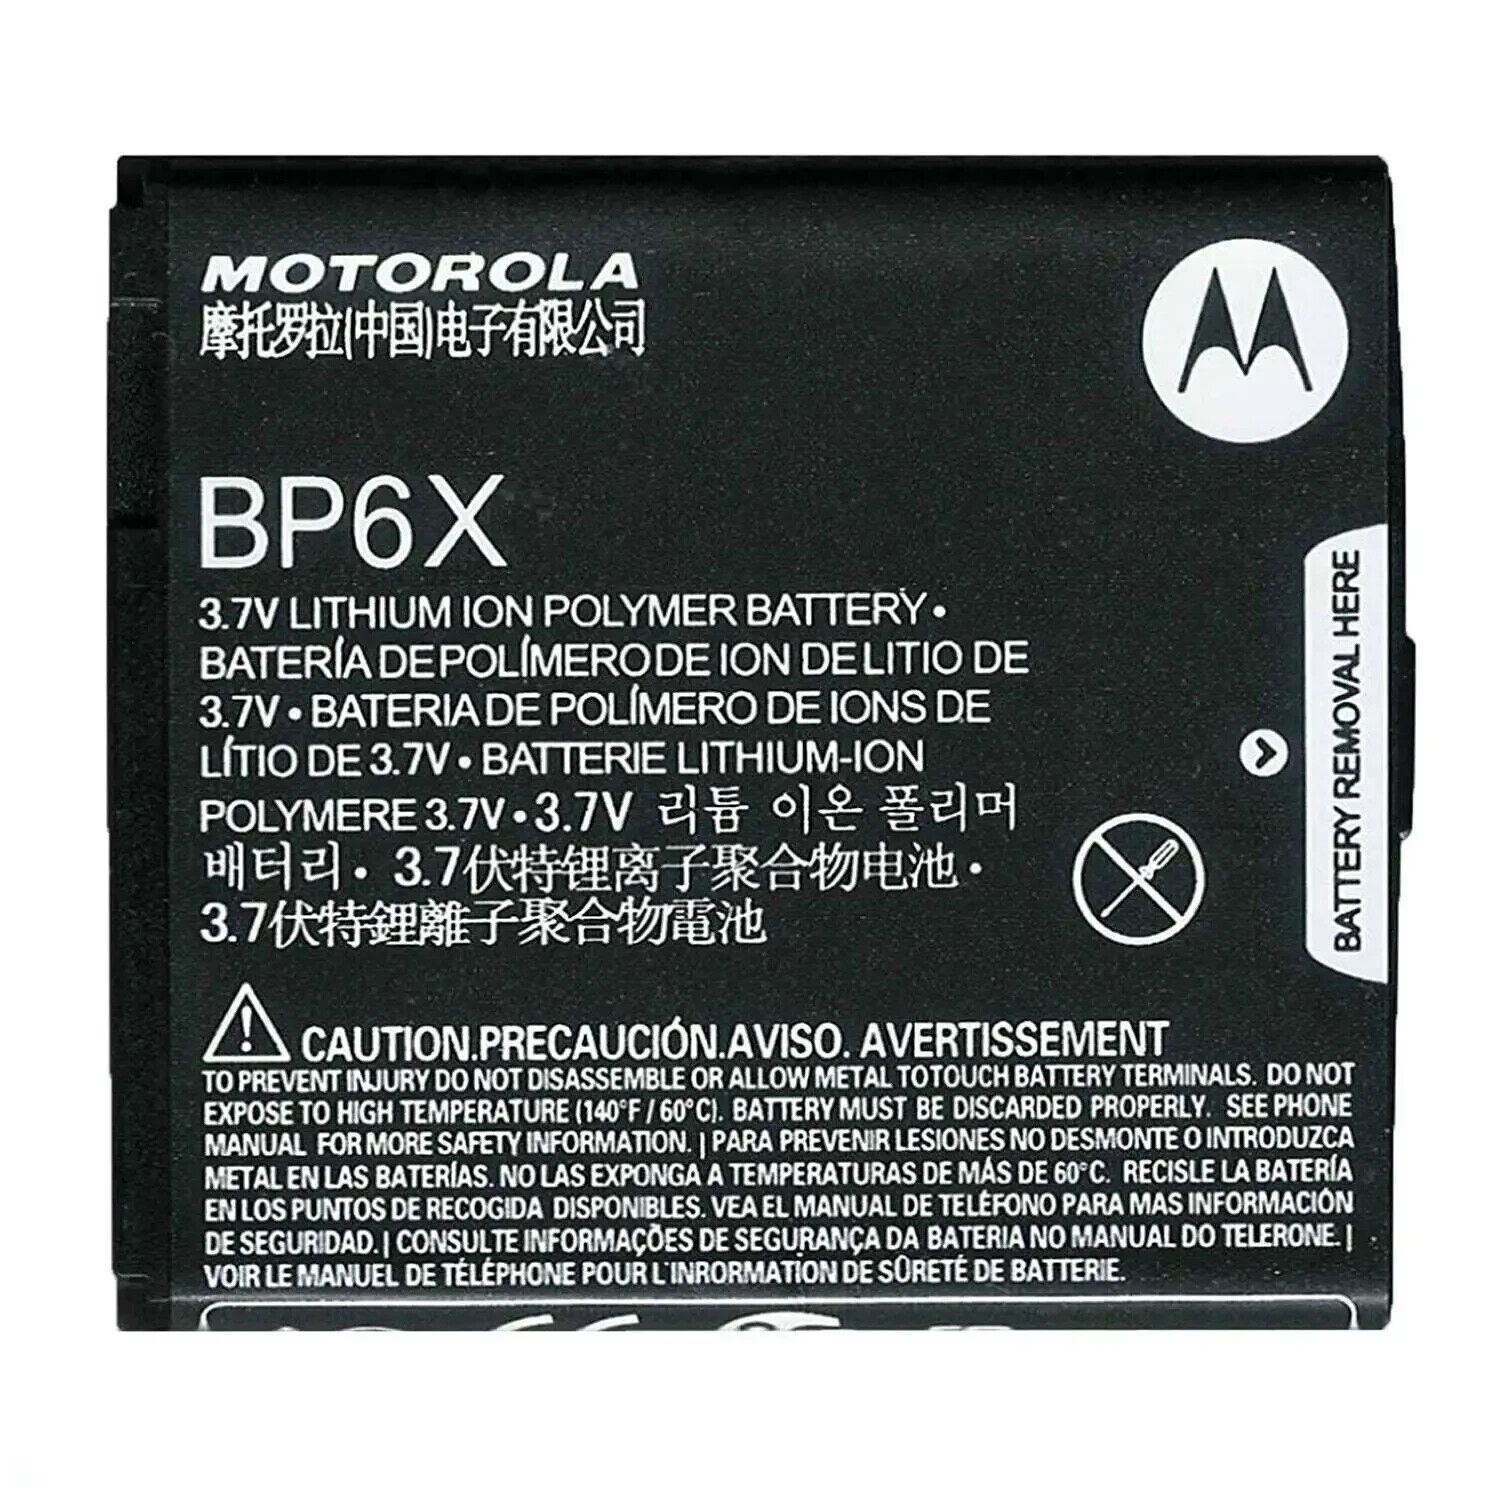 MOTOROLA
摩托罗拉(中国)电子有限公司
BP6X
3.7V LITHIUM ION POLYMER BATTERY •
BATERÍA DE POLÍMERO DE ION DE LITIO DE
3.7V • BATERIA DE POLÍMERO DE IONS DE
LÍTIO DE 3.7V • BATTERIE LITHIUM-ION
POLYMERE 3.7V • 3.7V 리튬 이온 폴리머
배터리 • 3.7伏特锂离子聚合物电池 •
3.7伏特鋰離子聚合物電池
BATTERY REMOVAL HERE
CAUTION.PRECAUCIÓN.AVISO. AVERTISSEMENT
TO PREVENT INJURY DO NOT DISASSEMBLE OR ALLOW METAL TO TOUCH BATTERY TERMINALS. DO NOT
EXPOSE TO HIGH TEMPERATURE (140°F / 60°C). BATTERY MUST BE DISCARDED PROPERLY. SEE PHONE
MANUAL FOR MORE SAFETY INFORMATION. | PARA PREVENIR LESIONES NO DESMONTE O INTRODUZCA
METAL EN LAS BATERÍAS. NO LAS EXPONGA A TEMPERATURAS DE MÁS DE 60°C. RECISLE LA BATERÍA
EN LOS PUNTOS DE RECOGIDA DISPONIBLES. VEA EL MANUAL DE TELÉFONO PARA MAS INFORMATIÓN
DE SEGURIDAD. | CONSULTE INFORMAÇÕES DE SEGURANÇA DA BATERIA NO MANUAL DO TELERONE. |
VOIR LE MANUEL DE TÉLÉPHONE POUR L'INRORMATION DE SÛRETÉ DE BATTERIE.